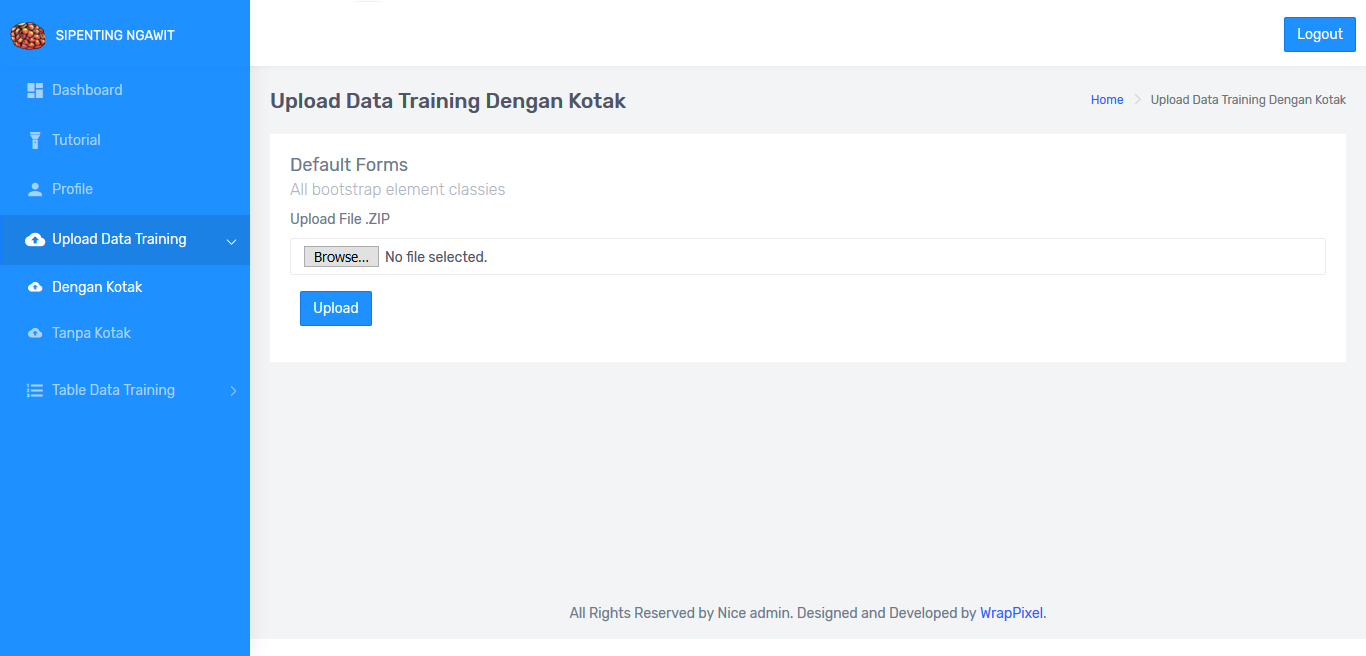 SIPENTING NGAWIT
Dashboard
Tutorial
Profile
Upload Data Training
Dengan Kotak
Tanpa Kotak
Table Data Training
Logout
Upload Data Training Dengan Kotak
Home Upload Data Training Dengan Kotak
Default Forms
All bootstrap element classies
Upload File .ZIP
Browse... No file selected.
Upload
All Rights Reserved by Nice admin. Designed and Developed by WrapPixel.